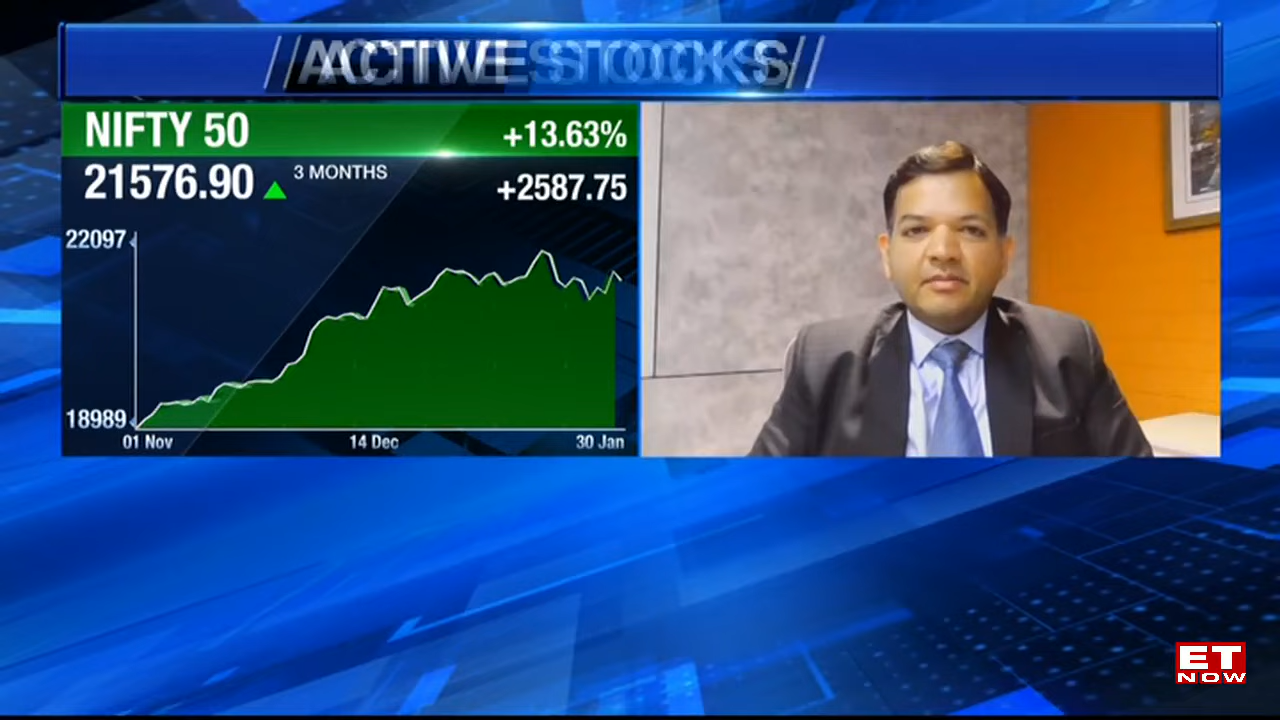 //ACTIVE STOCKS//
NIFTY 50 +13.63%
21576.90 3 MONTHS +2587.75
22097
18989
01 Nov 14 Dec 30 Jan
ET
NOW